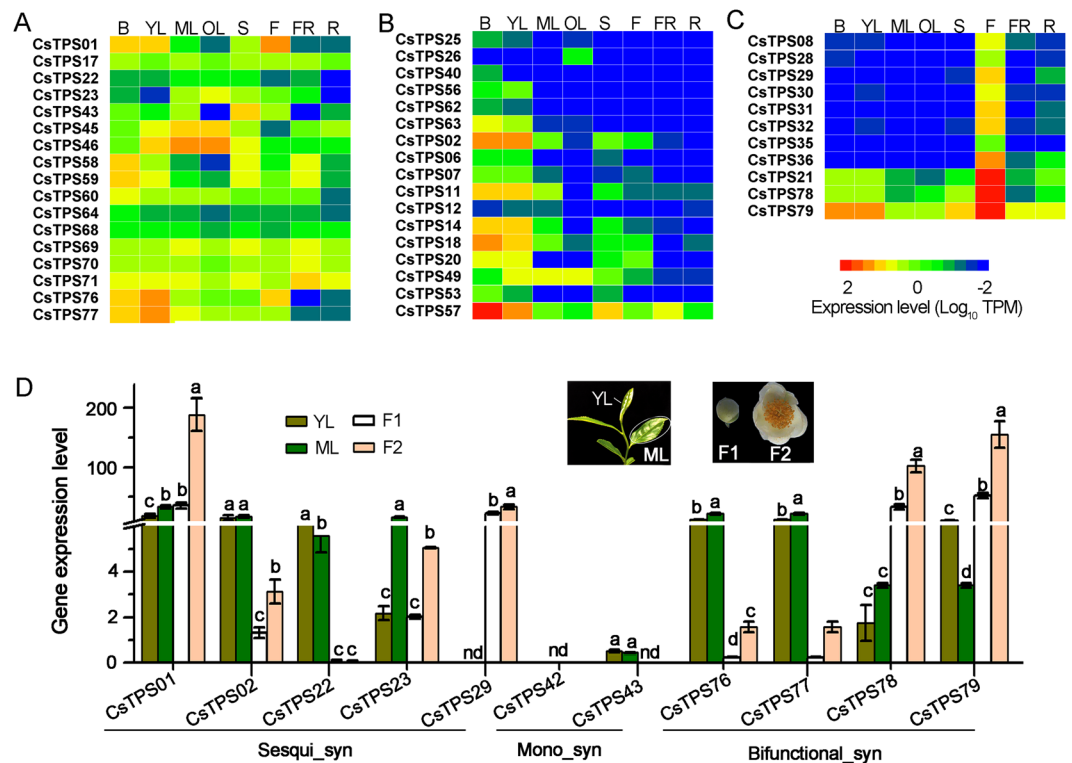 A
B YL ML OL S F FR R
CsTPS01
CsTPS17
CsTPS22
CsTPS23
CsTPS43
CsTPS45
CsTPS46
CsTPS58
CsTPS59
CsTPS60
CsTPS64
CsTPS68
CsTPS69
CsTPS70
CsTPS71
CsTPS76
CsTPS77
B
B YL ML OL S F FR R
CsTPS25
CsTPS26
CsTPS40
CsTPS56
CsTPS62
CsTPS63
CsTPS02
CsTPS06
CsTPS07
CsTPS11
CsTPS12
CsTPS14
CsTPS18
CsTPS20
CsTPS49
CsTPS53
CsTPS57
C
B YL ML OL S F FR R
CsTPS08
CsTPS28
CsTPS29
CsTPS30
CsTPS31
CsTPS32
CsTPS35
CsTPS36
CsTPS21
CsTPS78
CsTPS79
2 0 -2
Expression level (Log10 TPM)
D
Gene expression level
200
100
4
2
0
YL F1
ML F2
YL
ML
F1 F2
c b b a
a a c b
a b c c
c a c b
nd b a
nd
a a nd
b a d c
b a
c c b a
c d b a
CsTPS01 CsTPS02 CsTPS22 CsTPS23 CsTPS29 CsTPS42 CsTPS43 CsTPS76 CsTPS77 CsTPS78 CsTPS79
Sesqui_syn Mono_syn Bifunctional_syn